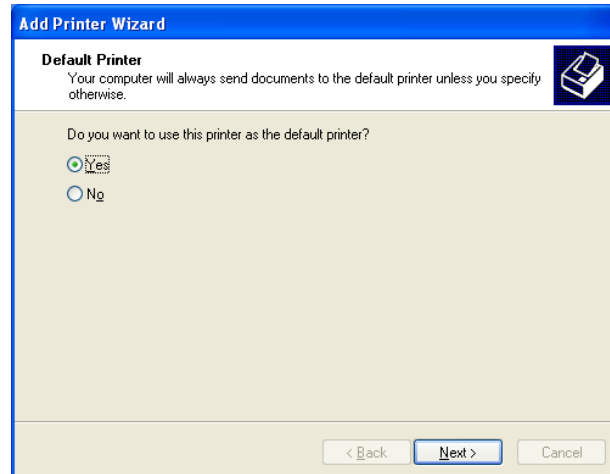 Add Printer Wizard
Default Printer
Your computer will always send documents to the default printer unless you specify
otherwise.
Do you want to use this printer as the default printer?
Yes
No
< Back
Next >
Cancel